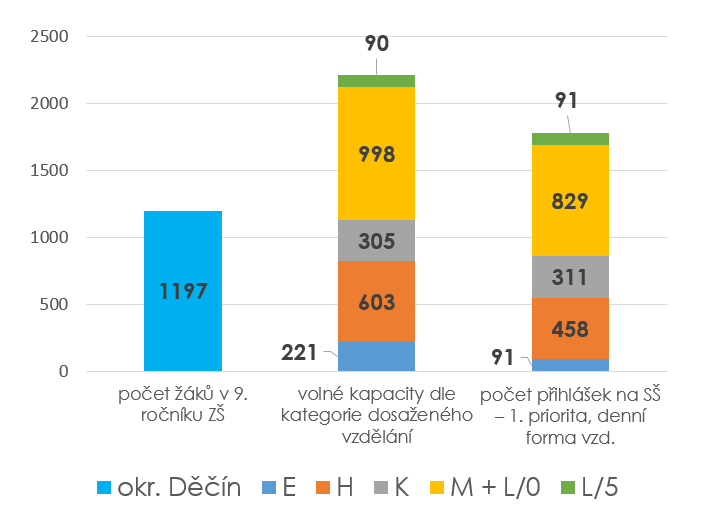 2500
2000
1500
1000
500
0
1197
90
998
305
603
221
91
829
311
458
91
počet žáků v 9.
ročníku ZŠ
volné kapacity dle
kategorie dosaženého
vzdělání
počet přihlášek na SŠ
– 1. priorita, denní
forma vzd.
okr. Děčín E H K M + L/0 L/5